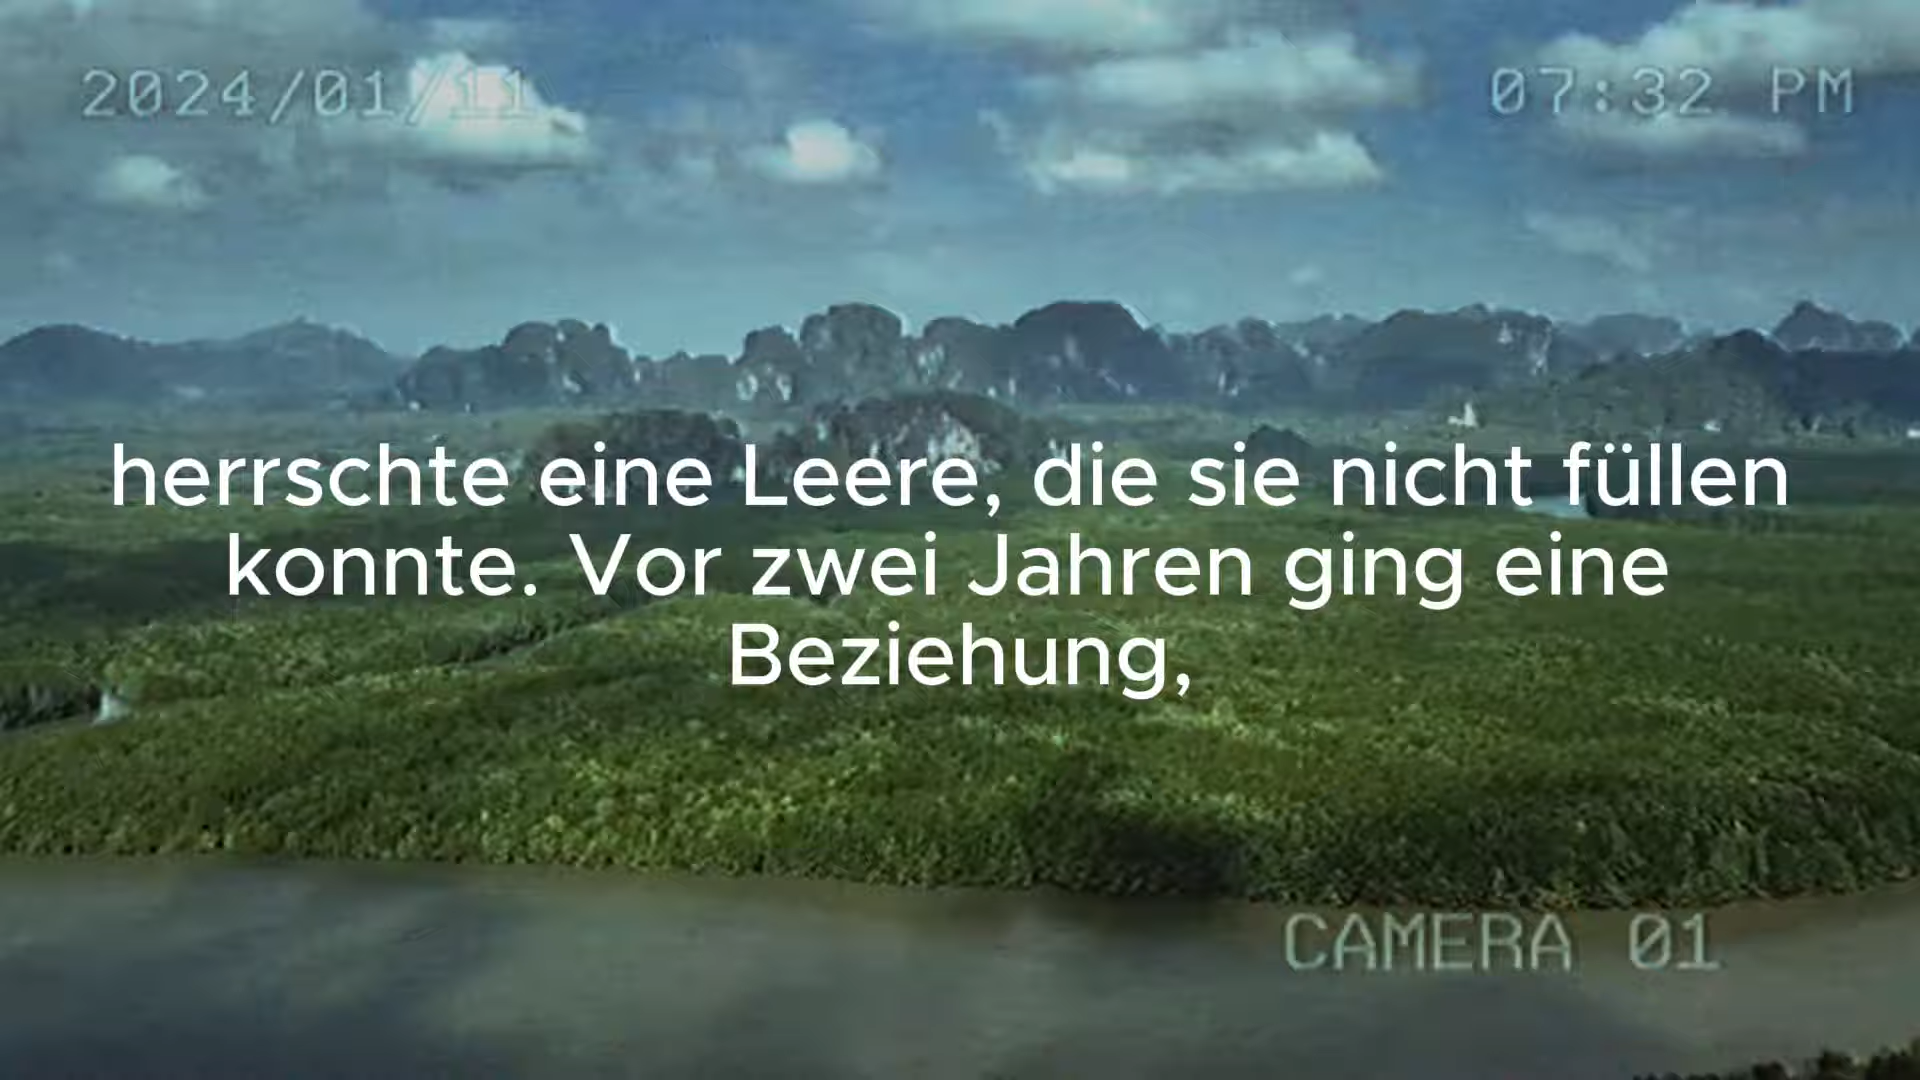 2024/01/11
07:32 PM
herrschte eine Leere, die sie nicht füllen
konnte. Vor zwei Jahren ging eine
Beziehung,
CAMERA 01